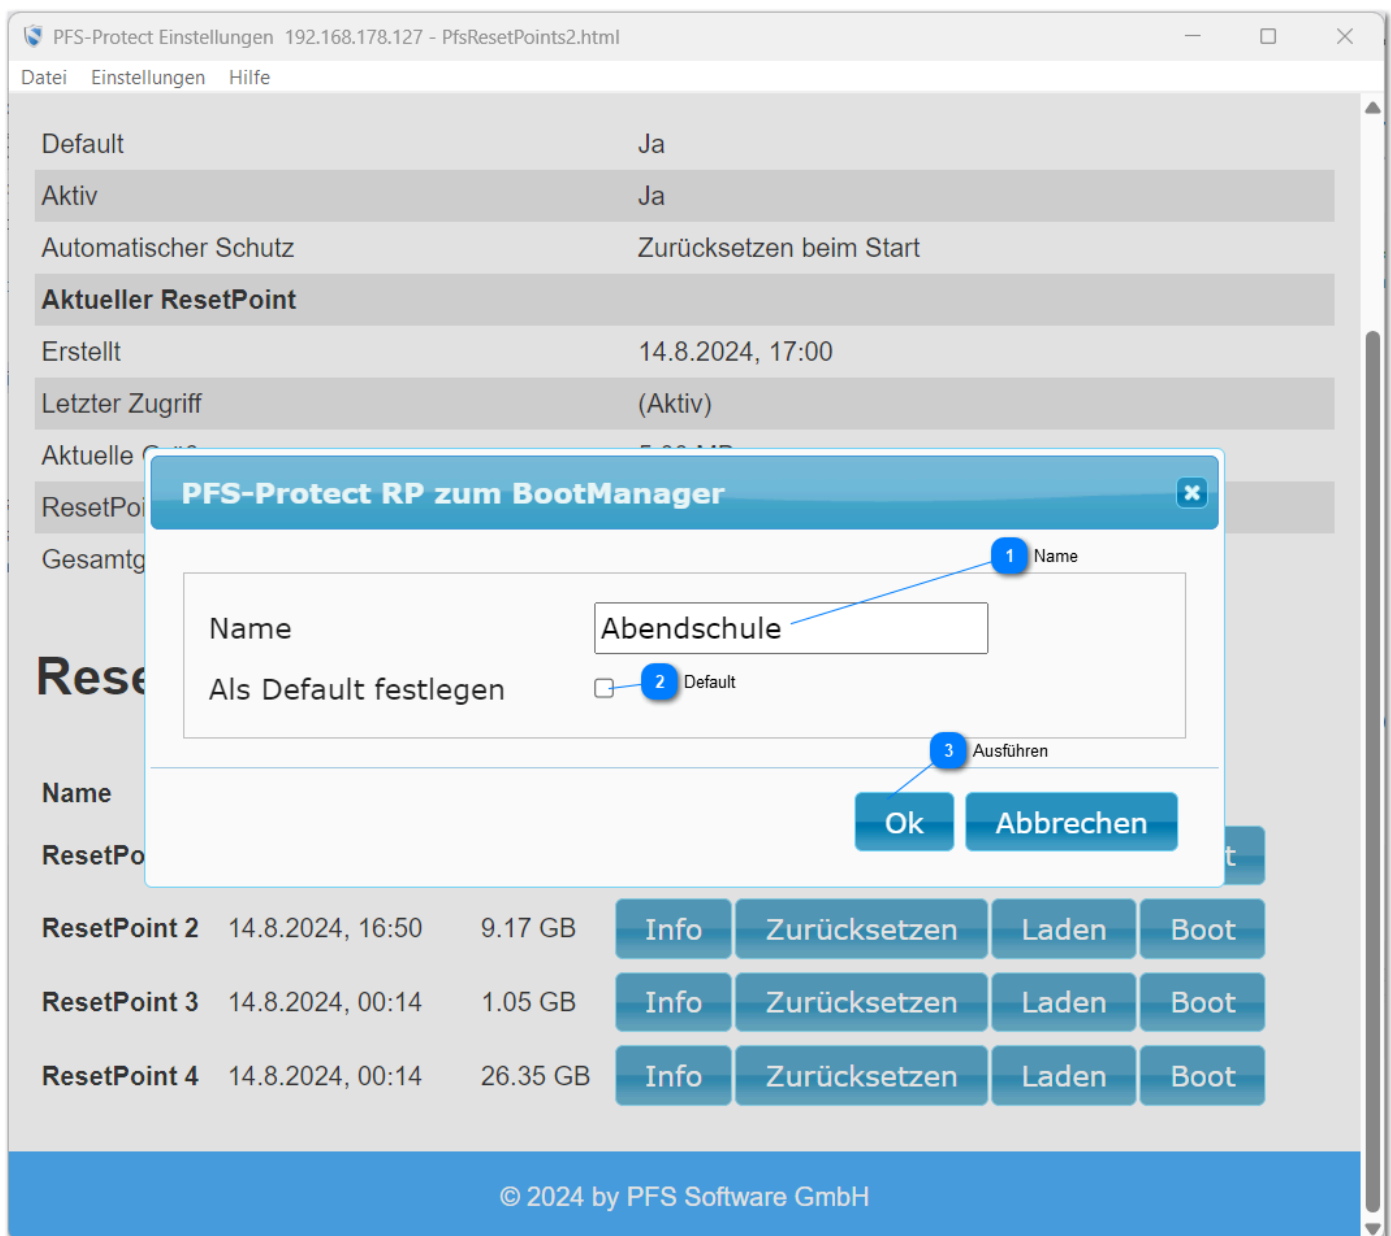 PFS-Protect Einstellungen 192.168.178.127 - PfsResetPoints2.html
Datei Einstellungen Hilfe
Default Ja
Aktiv Ja
Automatischer Schutz Zurücksetzen beim Start
Aktueller ResetPoint
Erstellt 14.8.2024, 17:00
Letzter Zugriff (Aktiv)
Aktuelle
ResetPoi
Gesamtg
PFS-Protect RP zum BootManager
1 Name
Name Abendschule
Als Default festlegen 2 Default
3 Ausführen
Ok Abbrechen
Rese
Name
ResetPo t
ResetPoint 2 14.8.2024, 16:50 9.17 GB Info Zurücksetzen Laden Boot
ResetPoint 3 14.8.2024, 00:14 1.05 GB Info Zurücksetzen Laden Boot
ResetPoint 4 14.8.2024, 00:14 26.35 GB Info Zurücksetzen Laden Boot
© 2024 by PFS Software GmbH